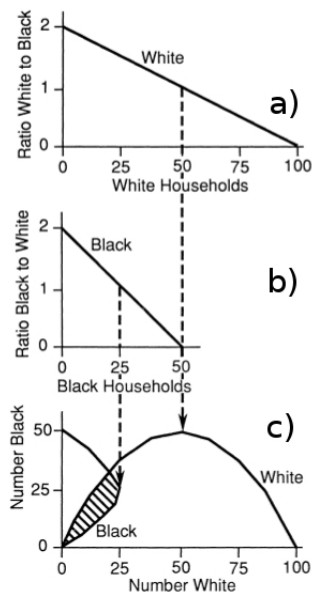 Ratio White to Black
2
1
0
White
a)
0 25 50 75 100
White Households
Ratio Black to White
2
1
0
Black
b)
0 25 50
Black Households
Number Black
50
25
0
c)
White
Black
0 25 50 75 100
Number White